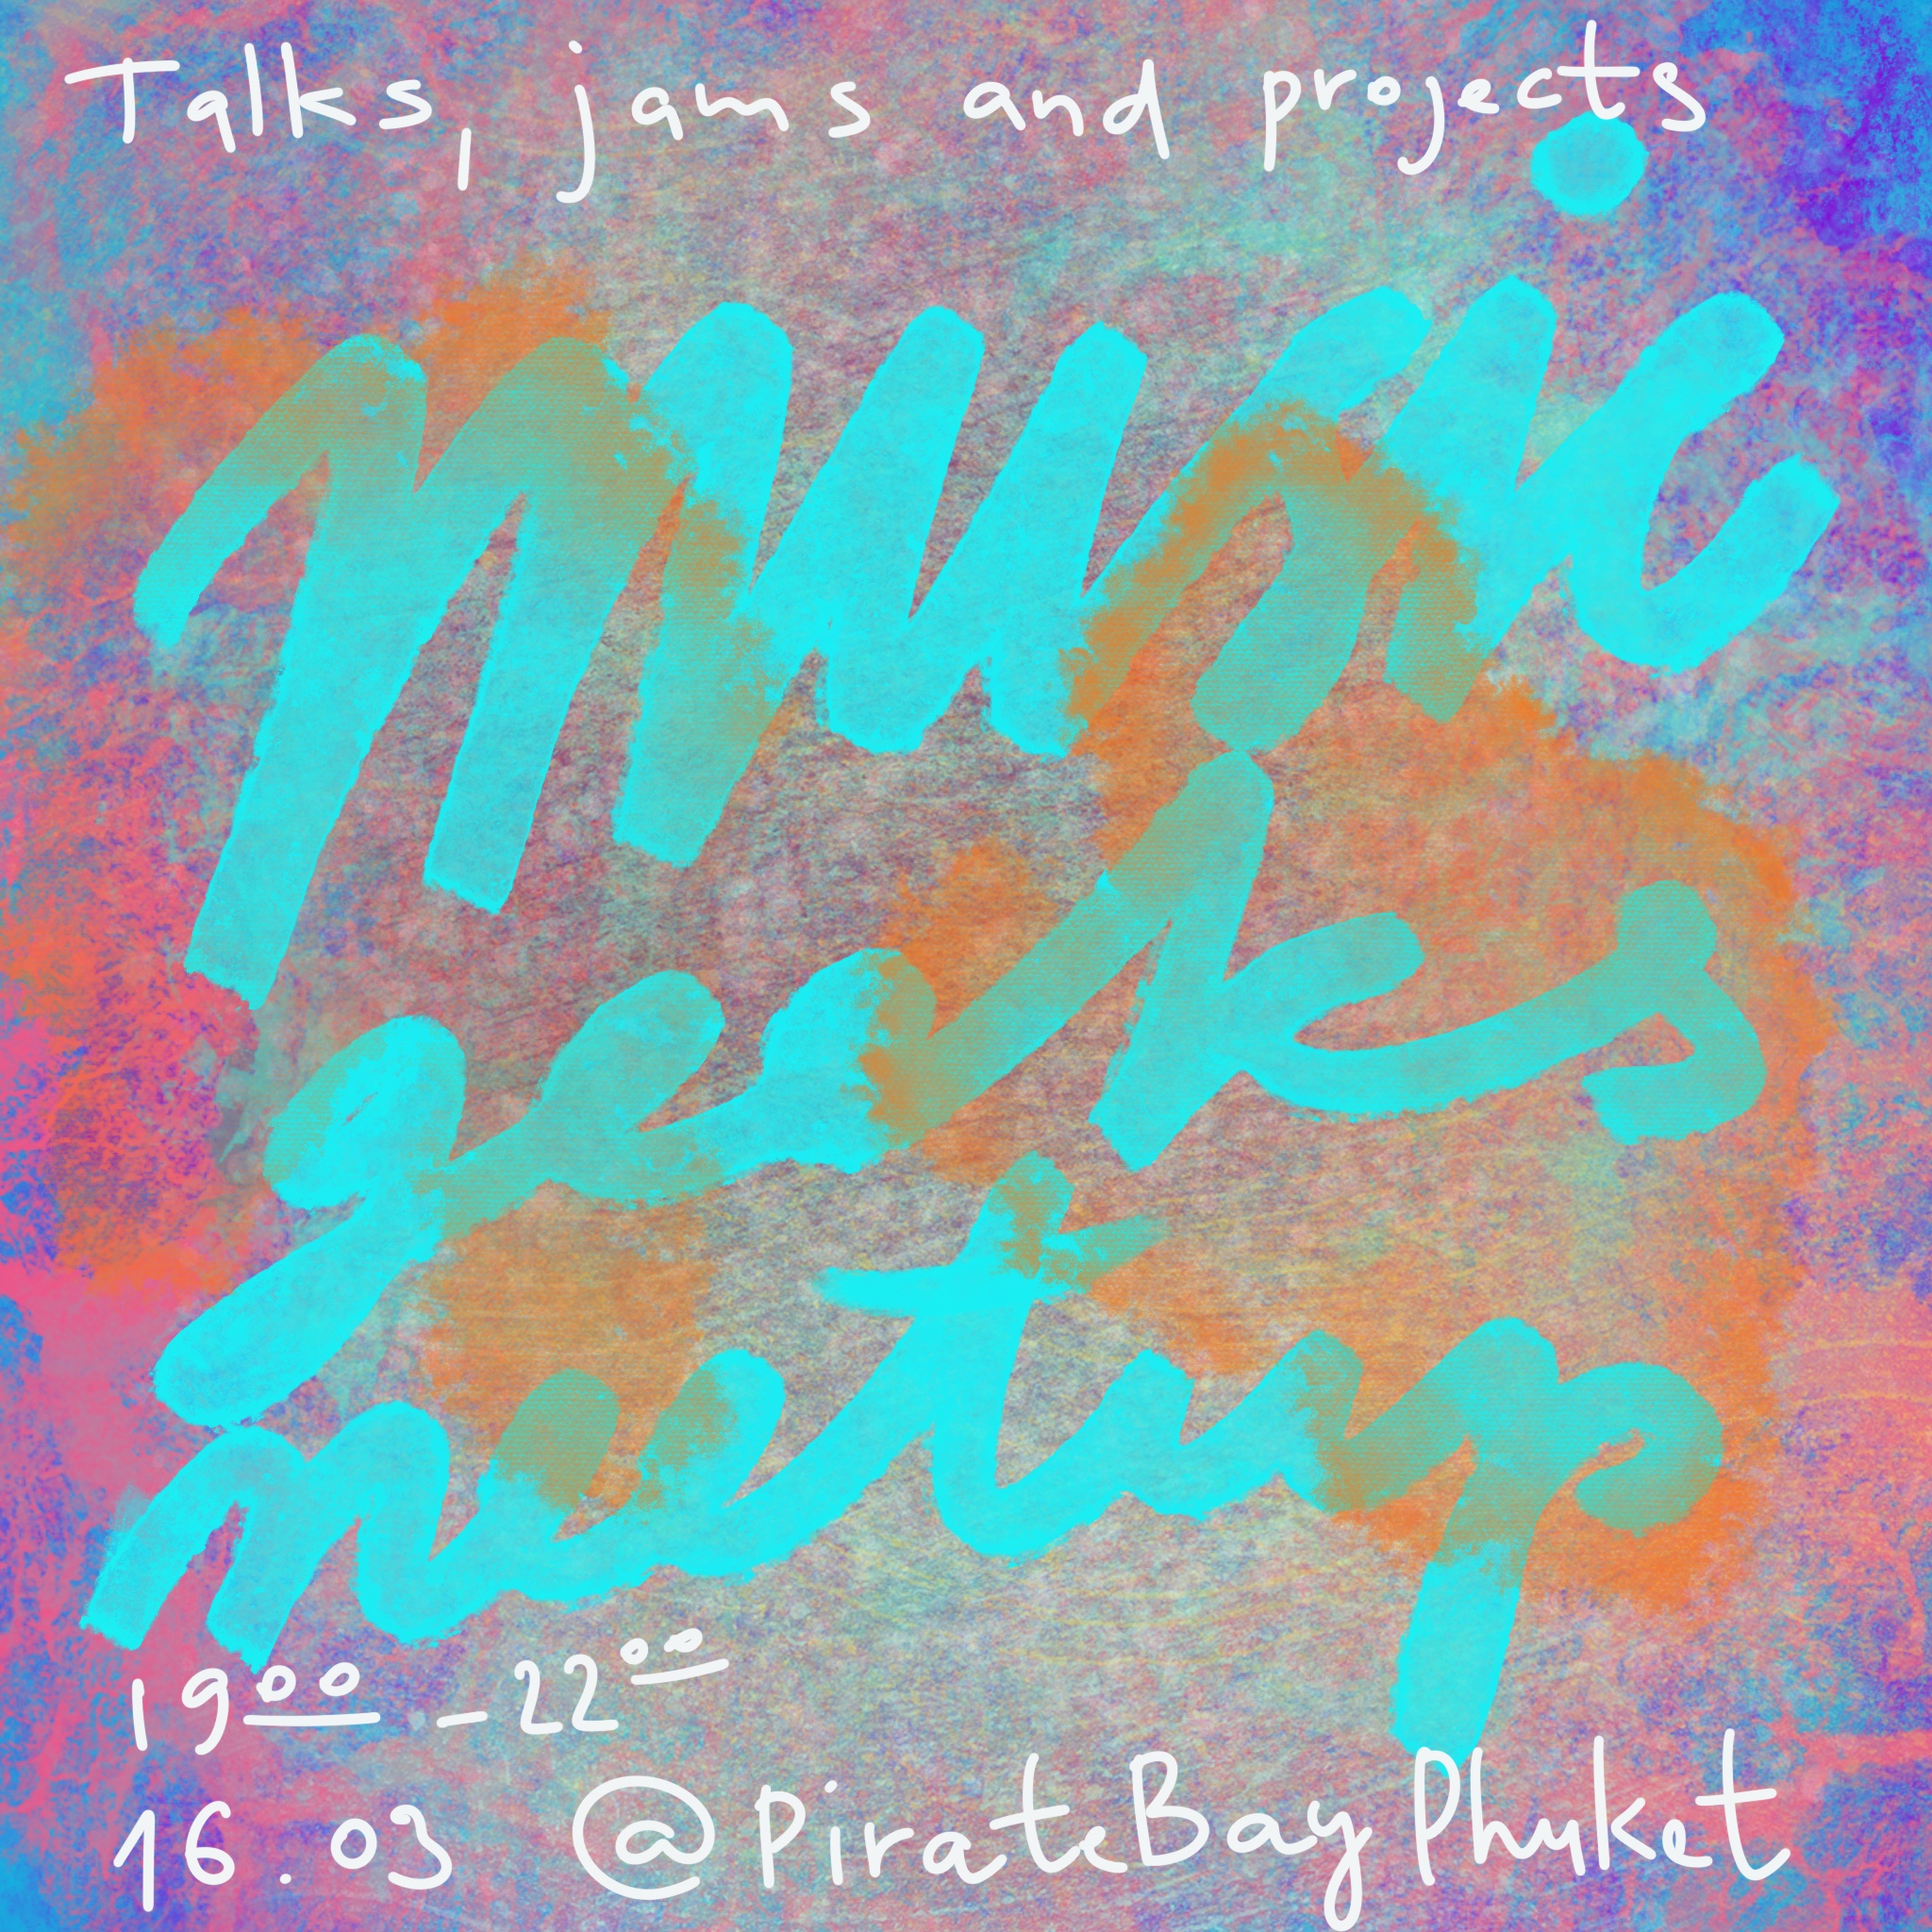 Talks, jams and projects
music
geeks
meetup
19⁰⁰ - 22⁰⁰
16.03 @PirateBayPhuket